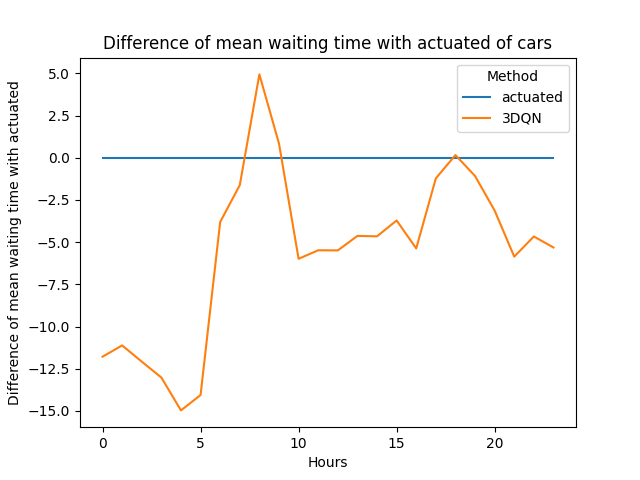 Difference of mean waiting time with actuated of cars
Difference of mean waiting time with actuated
5.0
2.5
0.0
−2.5
−5.0
−7.5
−10.0
−12.5
−15.0
Method
actuated
3DQN
0 5 10 15 20
Hours